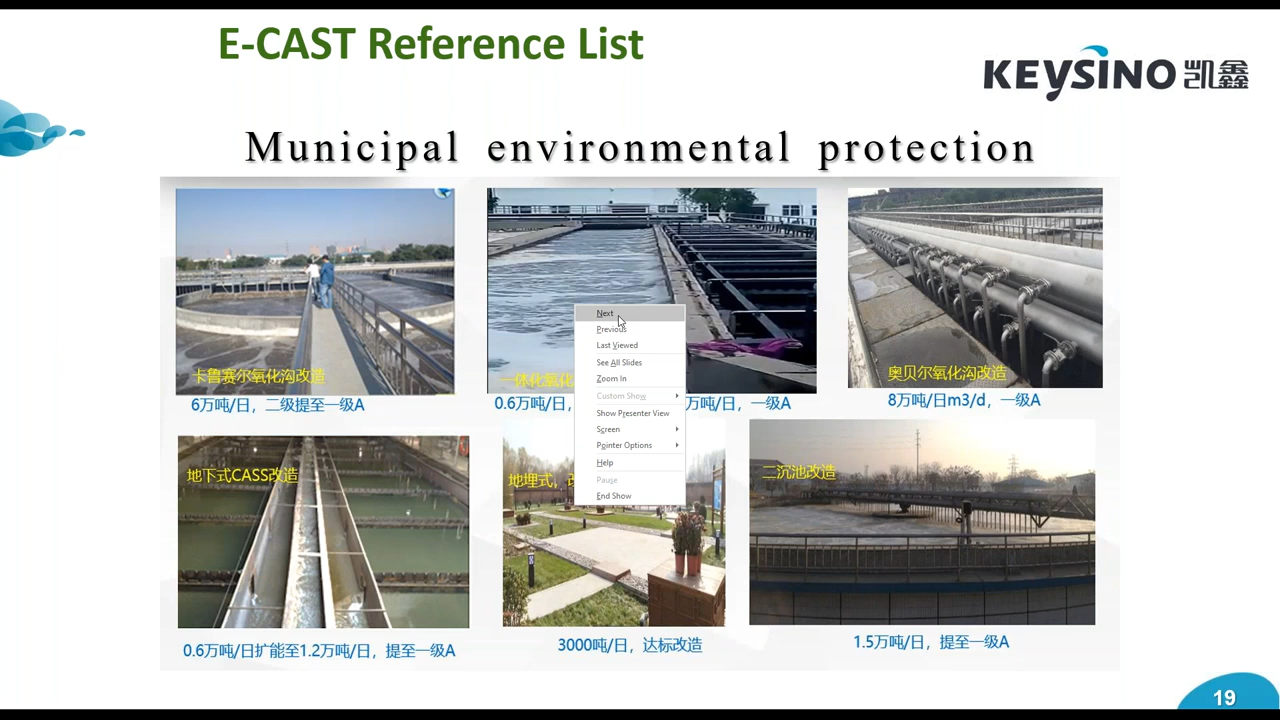 E-CAST Reference List
KEYSINO 凯鑫
Municipal environmental protection
卡鲁赛尔氧化沟改造
6万吨/日，二级提至一级A
一体化氧化
0.6万吨/日，
万吨/日，一级A
奥贝尔氧化沟改造
8万吨/日m3/d，一级A
Next
Previous
Last Viewed
See All Slides
Zoom In
Custom Show
Show Presenter View
Screen
Pointer Options
Help
Pause
End Show
地下式CASS改造
0.6万吨/日扩能至1.2万吨/日，提至一级A
地埋式，
3000吨/日，达标改造
二沉池改造
1.5万吨/日，提至一级A
19